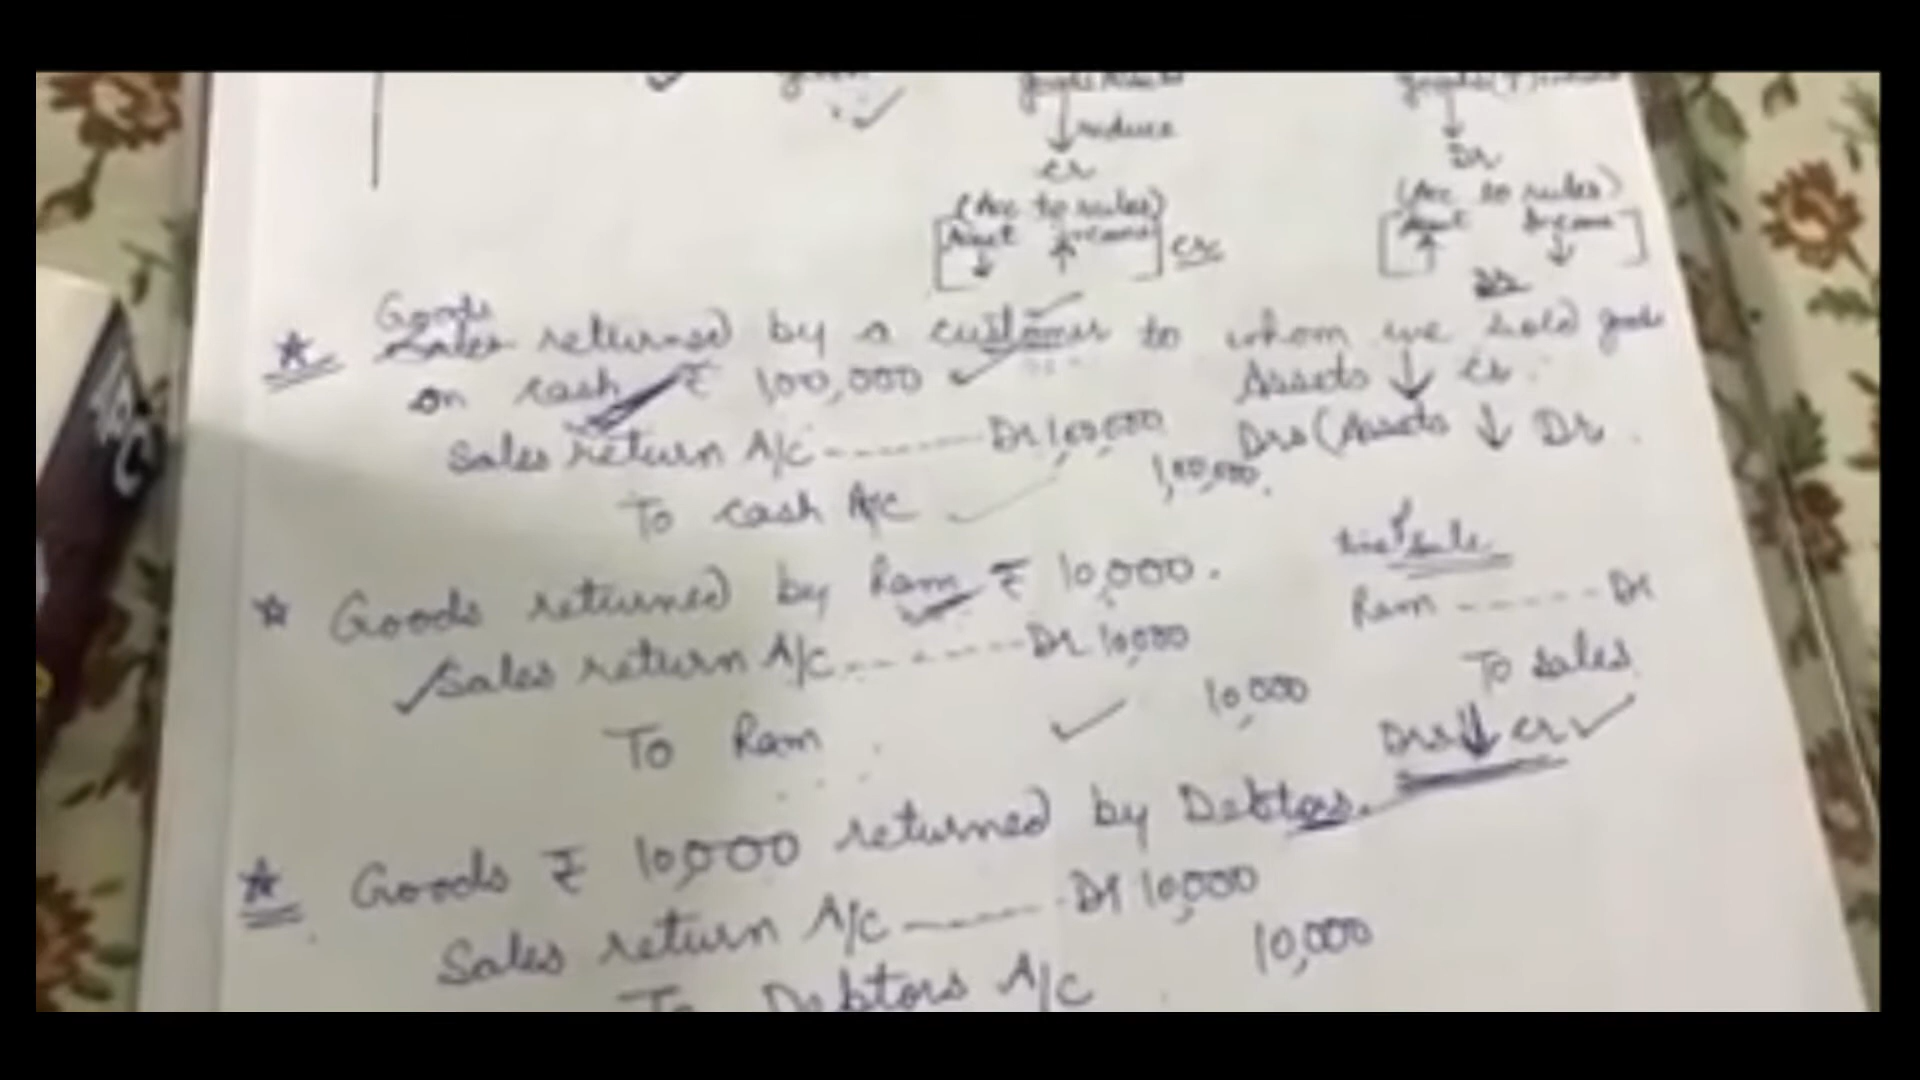 reduce
cr
Dr
(Acc to rules)
(Acc to rules)
Asset Income
cr
Asset Income
Dr
Goods
Sales returned by a customer to whom we sold goods
on cash ₹ 100,000
Assets ↓ cr.
Sales return A/c ------- Dr 1,00,000
Drs (Assets ↓ Dr.
To cash A/c
1,00,000.
Goods returned by Ram ₹ 10,000.
Ram ------ Dr
Sales return A/c ------- Dr 10,000
To Sales
To Ram
10,000
Drs ↓ cr
Goods ₹ 10,000 returned by Debtors.
Sales return A/c ------ Dr 10,000
10,000
To Debtors A/c
ABC